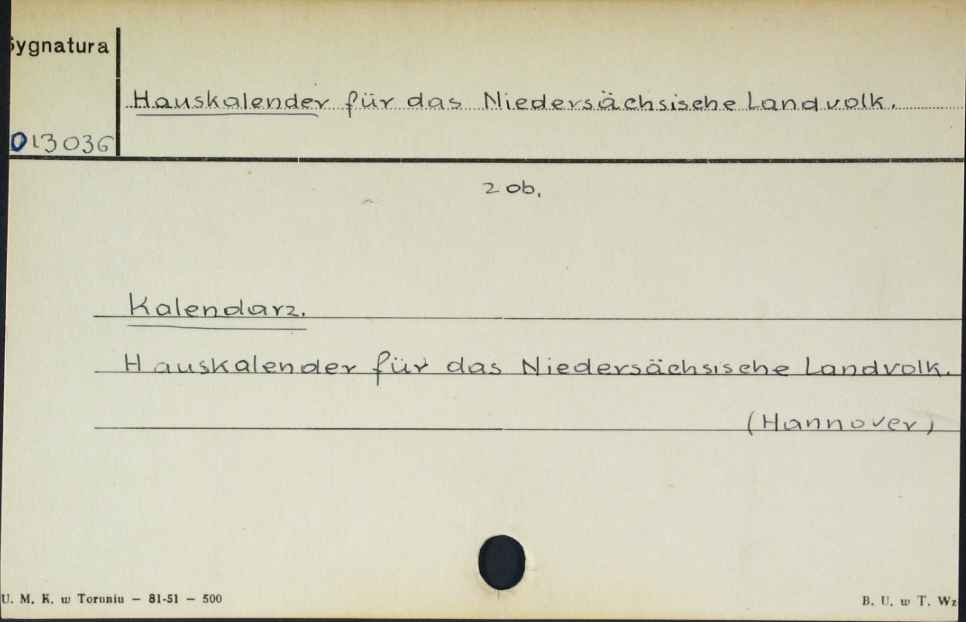 Sygnatura
Hauskalender für das Niedersächsische Landvolk.
013036
2 ob.
Kalendarz.
Hauskalender für das Niedersächsische Landvolk.
(Hannover)
U. M. K. w Toruniu — 81-51 — 500
B. U. w T. Wz